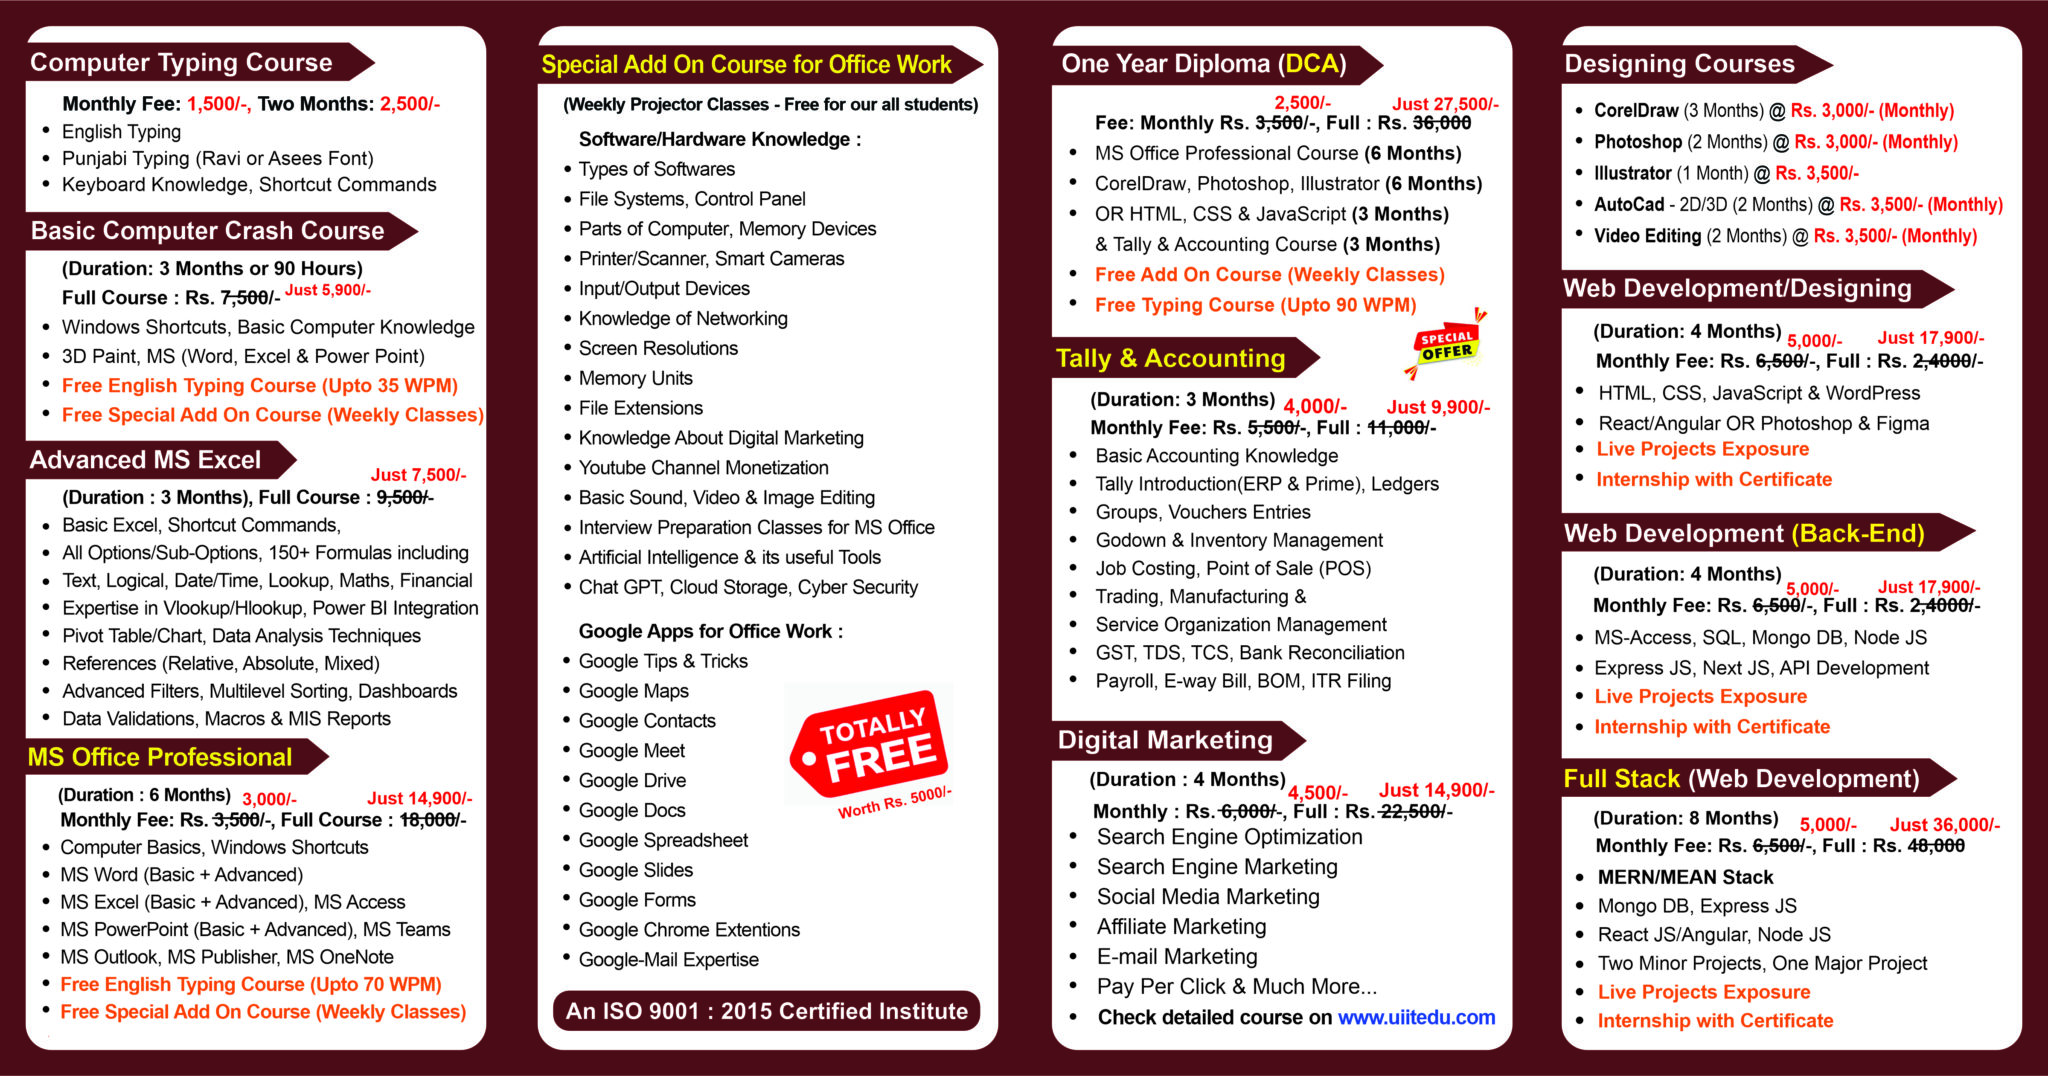 Computer Typing Course
Monthly Fee: 1,500/-, Two Months: 2,500/-
• English Typing
• Punjabi Typing (Ravi or Asees Font)
• Keyboard Knowledge, Shortcut Commands
Basic Computer Crash Course
(Duration: 3 Months or 90 Hours)
Full Course : Rs. 7,500/- Just 5,900/-
• Windows Shortcuts, Basic Computer Knowledge
• 3D Paint, MS (Word, Excel & Power Point)
• Free English Typing Course (Upto 35 WPM)
• Free Special Add On Course (Weekly Classes)
Advanced MS Excel
Just 7,500/-
(Duration : 3 Months), Full Course : 9,500/-
• Basic Excel, Shortcut Commands,
• All Options/Sub-Options, 150+ Formulas including
• Text, Logical, Date/Time, Lookup, Maths, Financial
• Expertise in Vlookup/Hlookup, Power BI Integration
• Pivot Table/Chart, Data Analysis Techniques
• References (Relative, Absolute, Mixed)
• Advanced Filters, Multilevel Sorting, Dashboards
• Data Validations, Macros & MIS Reports
MS Office Professional
(Duration : 6 Months) 3,000/- Just 14,900/-
Monthly Fee: Rs. 3,500/-, Full Course : 18,000/-
• Computer Basics, Windows Shortcuts
• MS Word (Basic + Advanced)
• MS Excel (Basic + Advanced), MS Access
• MS PowerPoint (Basic + Advanced), MS Teams
• MS Outlook, MS Publisher, MS OneNote
• Free English Typing Course (Upto 70 WPM)
• Free Special Add On Course (Weekly Classes)
Special Add On Course for Office Work
(Weekly Projector Classes - Free for our all students)
Software/Hardware Knowledge :
• Types of Softwares
• File Systems, Control Panel
• Parts of Computer, Memory Devices
• Printer/Scanner, Smart Cameras
• Input/Output Devices
• Knowledge of Networking
• Screen Resolutions
• Memory Units
• File Extensions
• Knowledge About Digital Marketing
• Youtube Channel Monetization
• Basic Sound, Video & Image Editing
• Interview Preparation Classes for MS Office
• Artificial Intelligence & its useful Tools
• Chat GPT, Cloud Storage, Cyber Security
Google Apps for Office Work :
• Google Tips & Tricks
• Google Maps
• Google Contacts
• Google Meet
• Google Drive
• Google Docs
• Google Spreadsheet
• Google Slides
• Google Forms
• Google Chrome Extentions
• Google-Mail Expertise
TOTALLY
FREE
Worth Rs. 5000/-
An ISO 9001 : 2015 Certified Institute
One Year Diploma (DCA)
2,500/- Just 27,500/-
Fee: Monthly Rs. 3,500/-, Full : Rs. 36,000
• MS Office Professional Course (6 Months)
• CorelDraw, Photoshop, Illustrator (6 Months)
• OR HTML, CSS & JavaScript (3 Months)
& Tally & Accounting Course (3 Months)
• Free Add On Course (Weekly Classes)
• Free Typing Course (Upto 90 WPM)
SPECIAL
OFFER
Tally & Accounting
(Duration: 3 Months) 4,000/- Just 9,900/-
Monthly Fee: Rs. 5,500/-, Full : 11,000/-
• Basic Accounting Knowledge
• Tally Introduction(ERP & Prime), Ledgers
• Groups, Vouchers Entries
• Godown & Inventory Management
• Job Costing, Point of Sale (POS)
• Trading, Manufacturing &
• Service Organization Management
• GST, TDS, TCS, Bank Reconciliation
• Payroll, E-way Bill, BOM, ITR Filing
Digital Marketing
(Duration : 4 Months) 4,500/- Just 14,900/-
Monthly : Rs. 6,000/-, Full : Rs. 22,500/-
• Search Engine Optimization
• Search Engine Marketing
• Social Media Marketing
• Affiliate Marketing
• E-mail Marketing
• Pay Per Click & Much More...
• Check detailed course on www.uiitedu.com
Designing Courses
• CorelDraw (3 Months) @ Rs. 3,000/- (Monthly)
• Photoshop (2 Months) @ Rs. 3,000/- (Monthly)
• Illustrator (1 Month) @ Rs. 3,500/-
• AutoCad - 2D/3D (2 Months) @ Rs. 3,500/- (Monthly)
• Video Editing (2 Months) @ Rs. 3,500/- (Monthly)
Web Development/Designing
(Duration: 4 Months) 5,000/- Just 17,900/-
Monthly Fee: Rs. 6,500/-, Full : Rs. 2,4000/-
• HTML, CSS, JavaScript & WordPress
• React/Angular OR Photoshop & Figma
• Live Projects Exposure
• Internship with Certificate
Web Development (Back-End)
(Duration: 4 Months) 5,000/- Just 17,900/-
Monthly Fee: Rs. 6,500/-, Full : Rs. 2,4000/-
• MS-Access, SQL, Mongo DB, Node JS
• Express JS, Next JS, API Development
• Live Projects Exposure
• Internship with Certificate
Full Stack (Web Development)
(Duration: 8 Months) 5,000/- Just 36,000/-
Monthly Fee: Rs. 6,500/-, Full : Rs. 48,000
• MERN/MEAN Stack
• Mongo DB, Express JS
• React JS/Angular, Node JS
• Two Minor Projects, One Major Project
• Live Projects Exposure
• Internship with Certificate